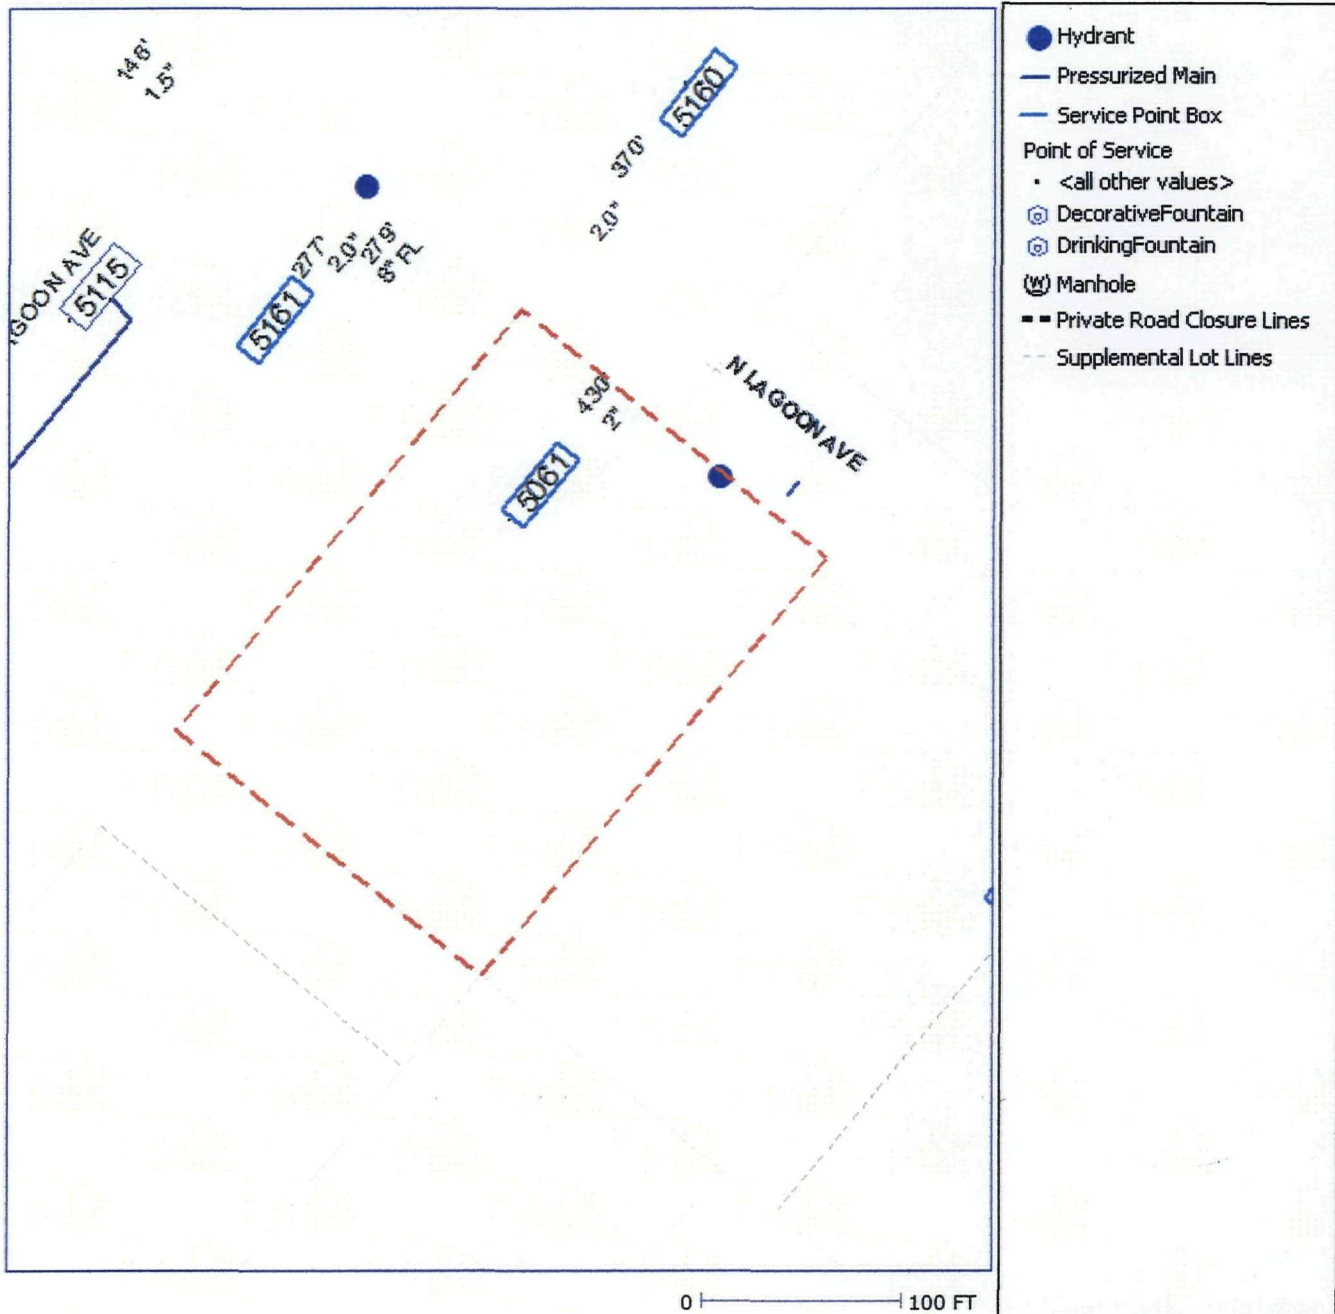 146'
1.5"
5160
370'
2.0"
277'
2.0"
279'
8" FL
GOON AVE
5115
5161
N LAGOON AVE
430'
2"
5061
Hydrant
Pressurized Main
Service Point Box
Point of Service
<all other values>
DecorativeFountain
DrinkingFountain
W Manhole
Private Road Closure Lines
Supplemental Lot Lines
0 100 FT